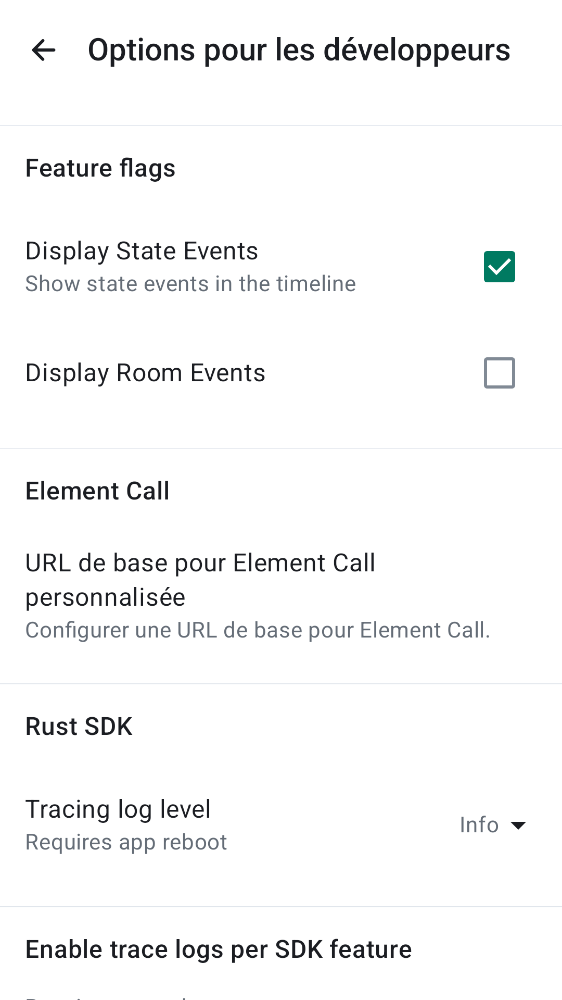 Options pour les développeurs
Feature flags
Display State Events
Show state events in the timeline
Display Room Events
Element Call
URL de base pour Element Call
personnalisée
Configurer une URL de base pour Element Call.
Rust SDK
Tracing log level
Requires app reboot
Info
Enable trace logs per SDK feature